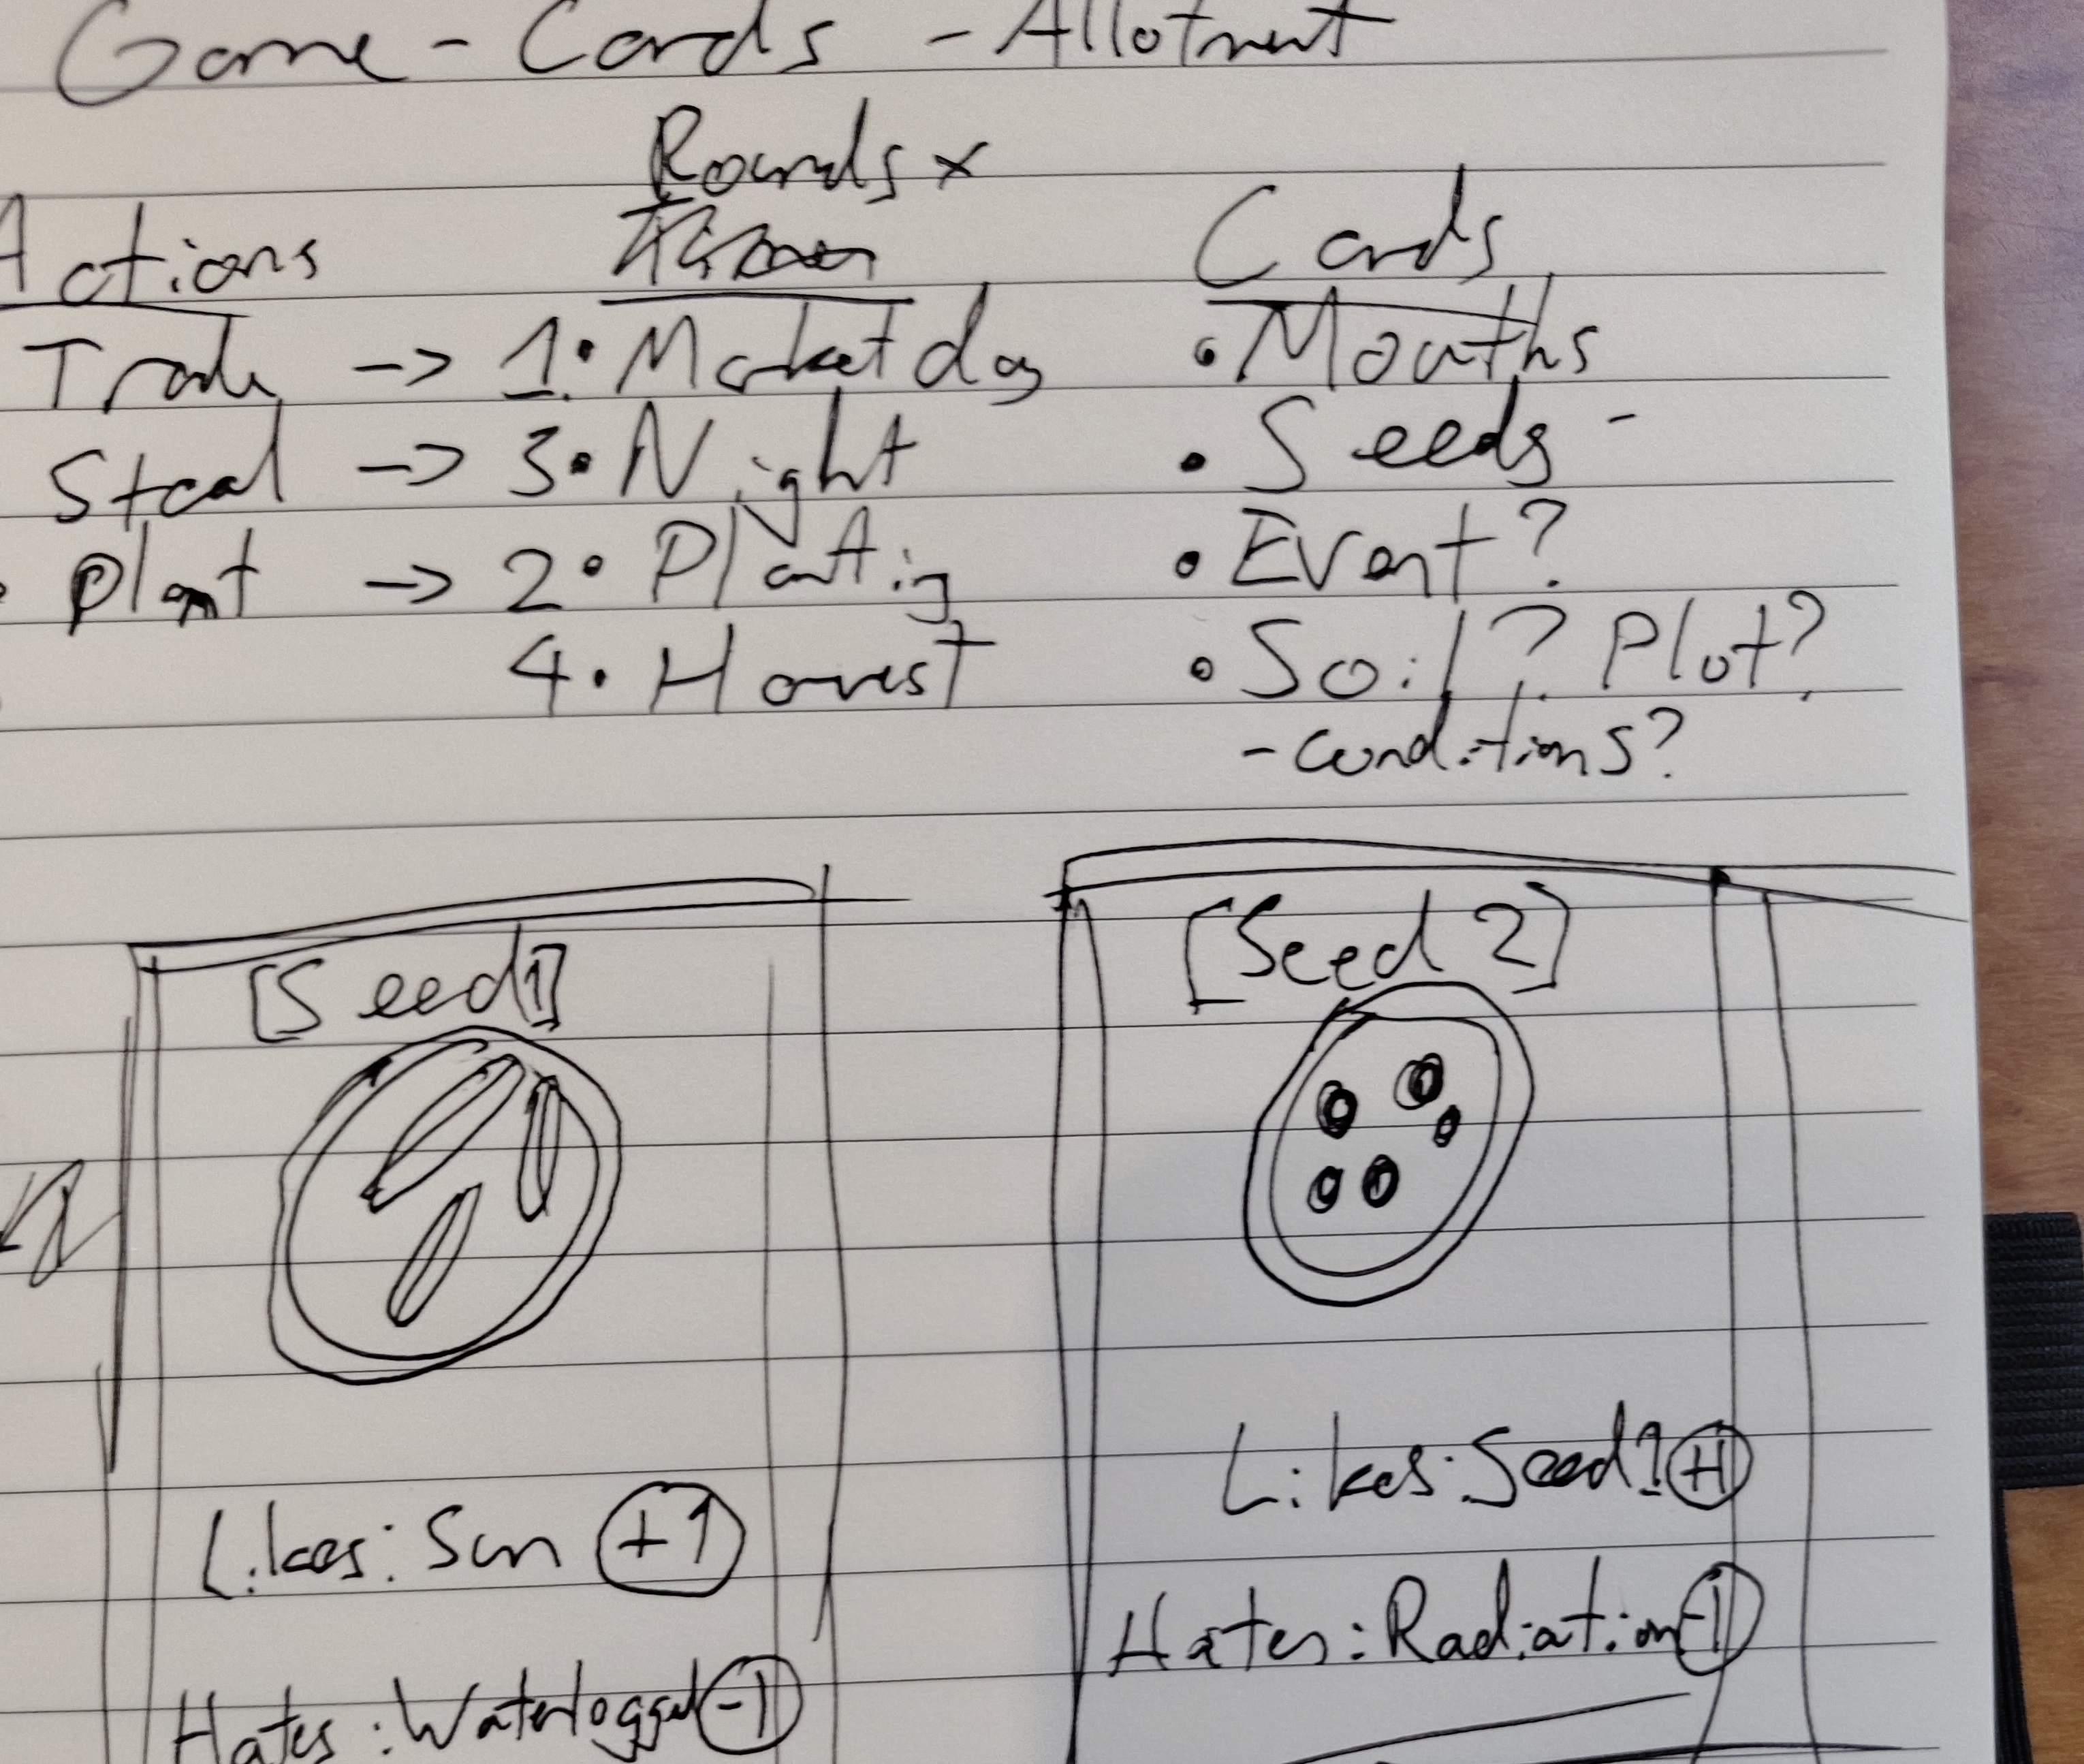 Game - Cards - Allotment
Rounds x
Actions Cards
Trade -> 1. Market day • Months
Steal -> 3. Night • Seeds -
• Plant -> 2. Planting • Event?
4. Harvest • Soil? Plot?
- conditions?
[Seed 1] [Seed 2]
Likes: Sun +1 Likes: Seed 1 +1
Hates: Waterlogged -1 Hates: Radiation -1